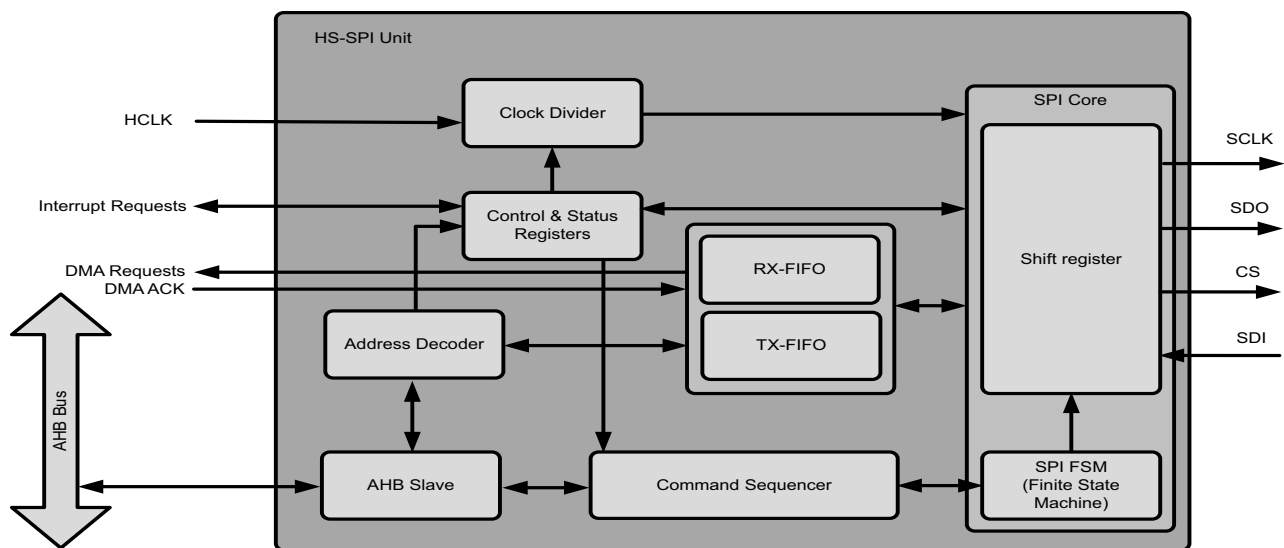 HS-SPI Unit
SPI Core
Clock Divider
HCLK
SCLK
Interrupt Requests
Control & Status
Registers
SDO
DMA Requests
DMA ACK
RX-FIFO
Shift register
CS
Address Decoder
TX-FIFO
SDI
AHB Bus
AHB Slave
Command Sequencer
SPI FSM
(Finite State
Machine)